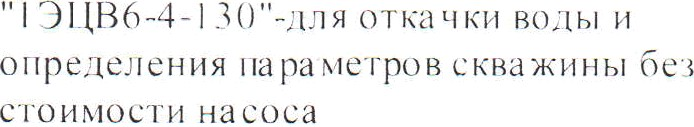 "1ЭЦВ6-4-130"-для откачки воды и
определения параметров скважины без
стоимости насоса